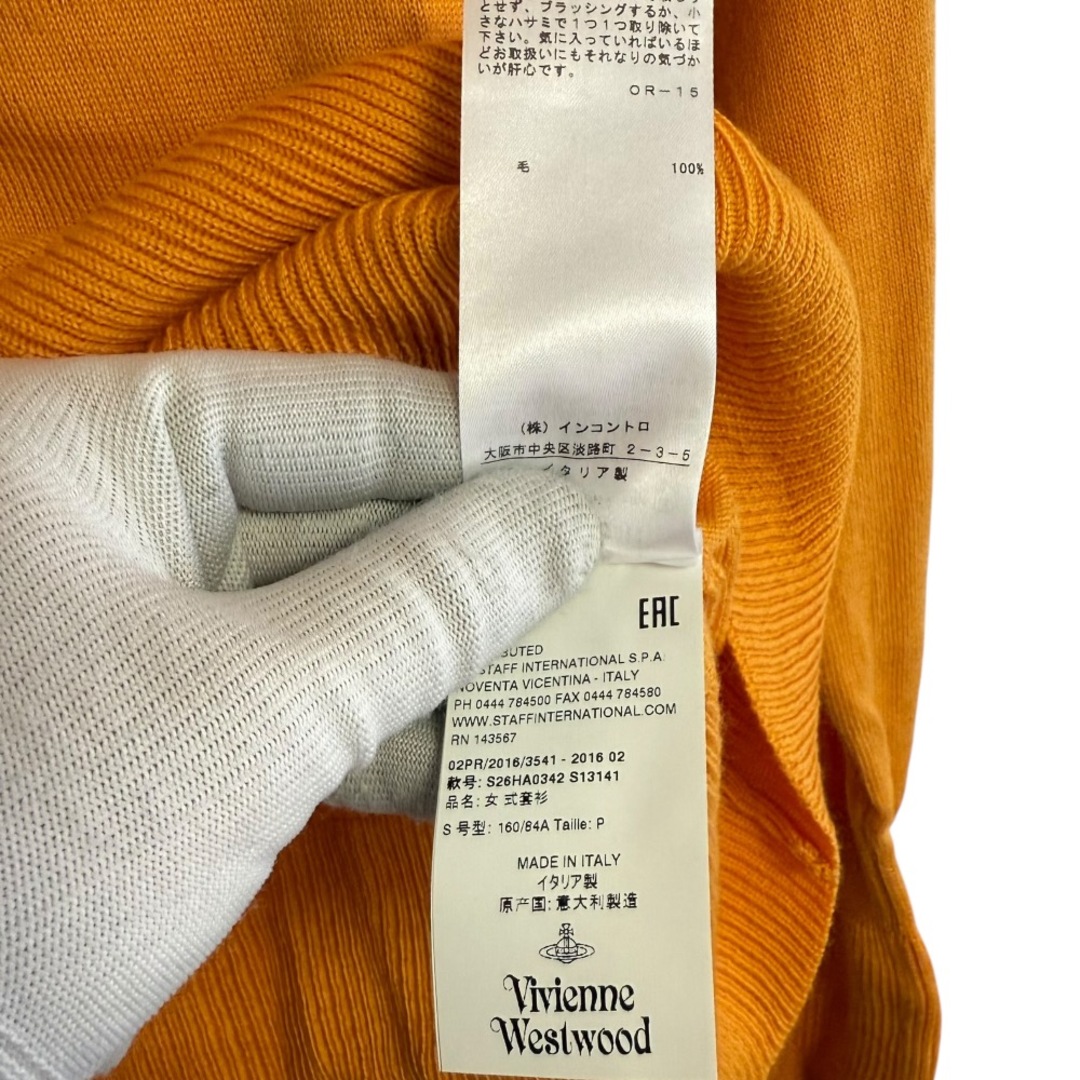 とせず、ブラッシングするか、小
さなハサミで1つ1つ取り除いて
下さい。気に入っていればいるほ
どお取扱いにもそれなりの気づか
いが肝心です。
OR-15
毛 100%
(株) インコントロ
大阪市中央区淡路町 2-3-5
イタリア製
EAC
STAFF INTERNATIONAL S.P.A.
NOVENTA VICENTINA - ITALY
PH 0444 784500 FAX 0444 784580
WWW.STAFFINTERNATIONAL.COM
RN 143567
02PR/2016/3541 - 2016 02
款号: S26HA0342 S13141
品名: 女 式套衫
S 号型: 160/84A Taille: P
MADE IN ITALY
イタリア製
原产国: 意大利製造
Vivienne
Westwood